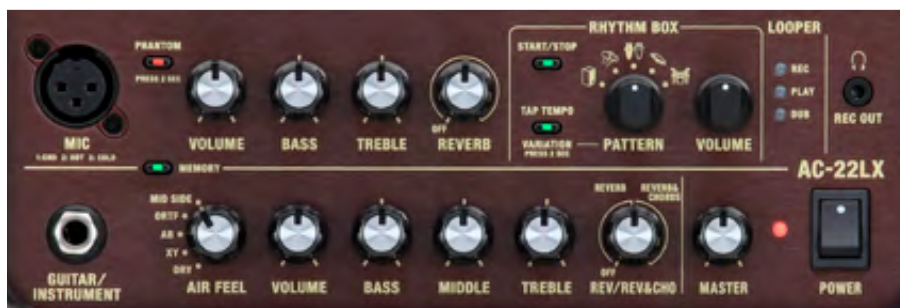 RHYTHM BOX
LOOPER
PHANTOM
PRESS 2 SEC
START/STOP
REC
PLAY
DUB
TAP TEMPO
OFF
MIC
1: GND 2: HOT 3: COLD
VOLUME
BASS
TREBLE
REVERB
VARIATION
PRESS 2 SEC
PATTERN
VOLUME
REC OUT
MEMORY
AC-22LX
MID SIDE
ORTF
AB
XY
DRY
REVERB
REVERB&
CHORUS
OFF
GUITAR/
INSTRUMENT
AIR FEEL
VOLUME
BASS
MIDDLE
TREBLE
REV/REV&CHO
MASTER
POWER